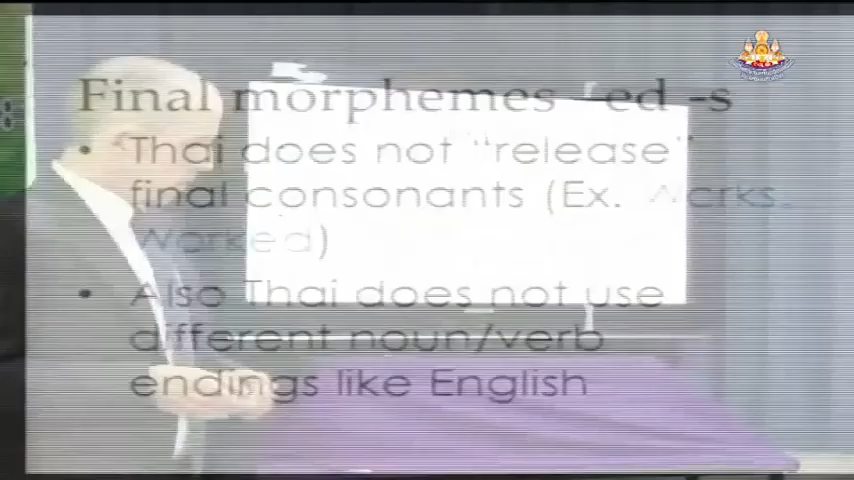 Final morphemes –ed -s
• Thai does not "release"
final consonants (Ex. Works.
Worked)
• Also Thai does not use
different noun/verb
endings like English